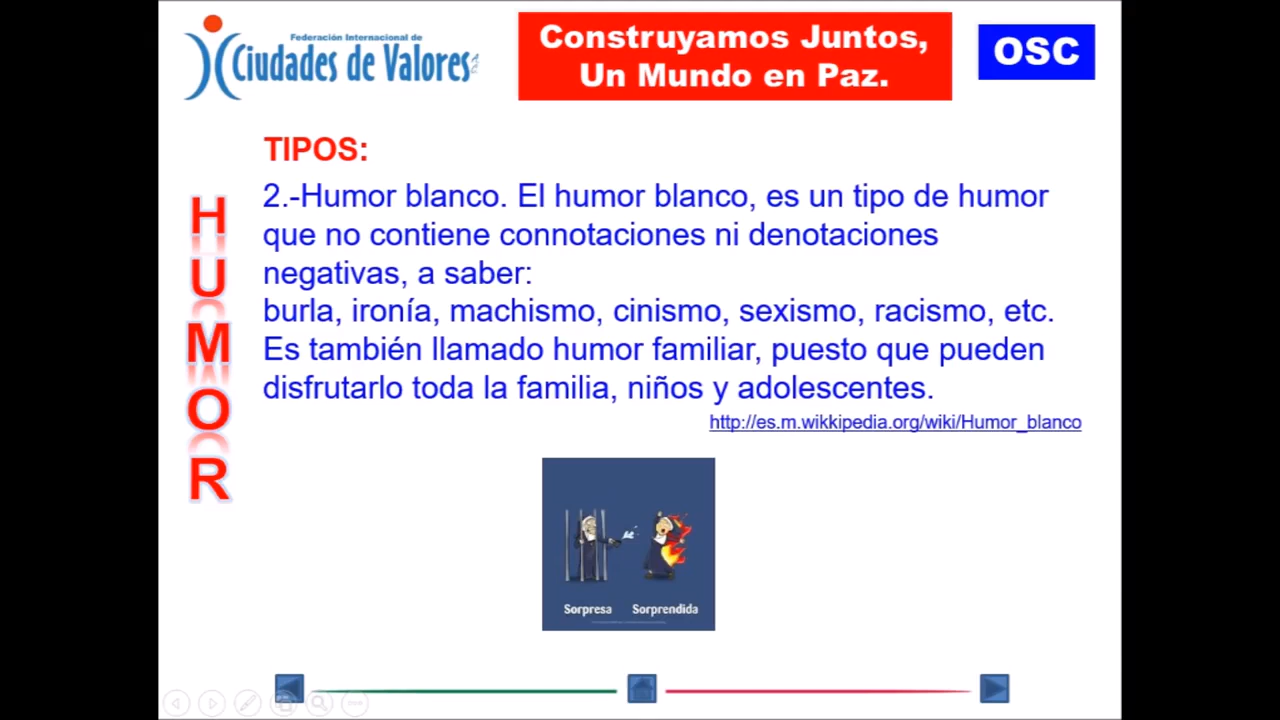 Federación Internacional de
Ciudades de Valores
Construyamos Juntos,
Un Mundo en Paz.
OSC
TIPOS:
2.-Humor blanco. El humor blanco, es un tipo de humor
que no contiene connotaciones ni denotaciones
negativas, a saber:
burla, ironía, machismo, cinismo, sexismo, racismo, etc.
Es también llamado humor familiar, puesto que pueden
disfrutarlo toda la familia, niños y adolescentes.
http://es.m.wikkipedia.org/wiki/Humor_blanco
H
U
M
O
R
Sorpresa Sorprendida